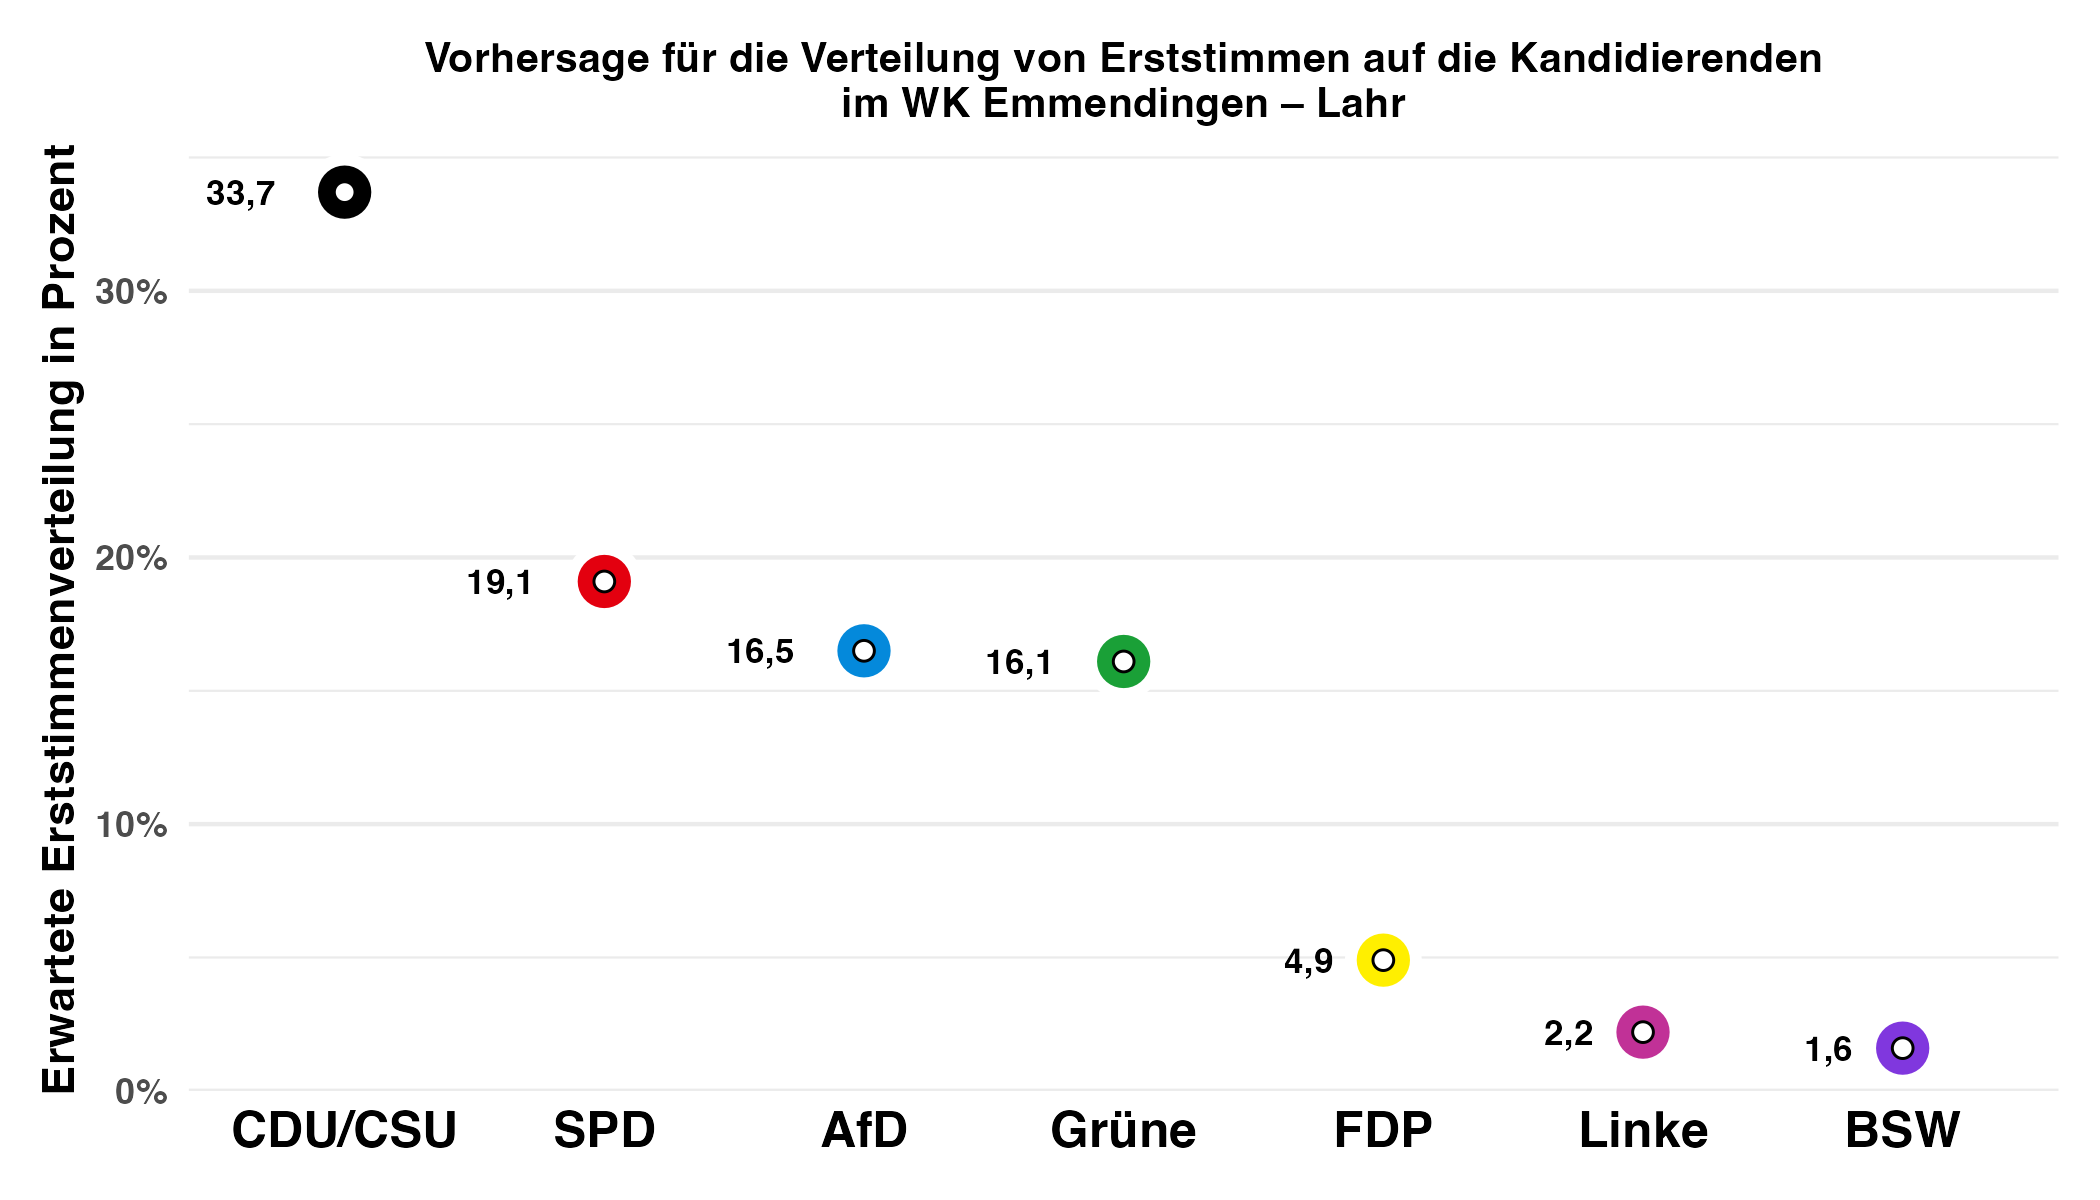 Vorhersage für die Verteilung von Erststimmen auf die Kandidierenden
im WK Emmendingen – Lahr
Erwartete Erststimmenverteilung in Prozent
30%
20%
10%
0%
33,7
19,1
16,5
16,1
4,9
2,2
1,6
CDU/CSU
SPD
AfD
Grüne
FDP
Linke
BSW